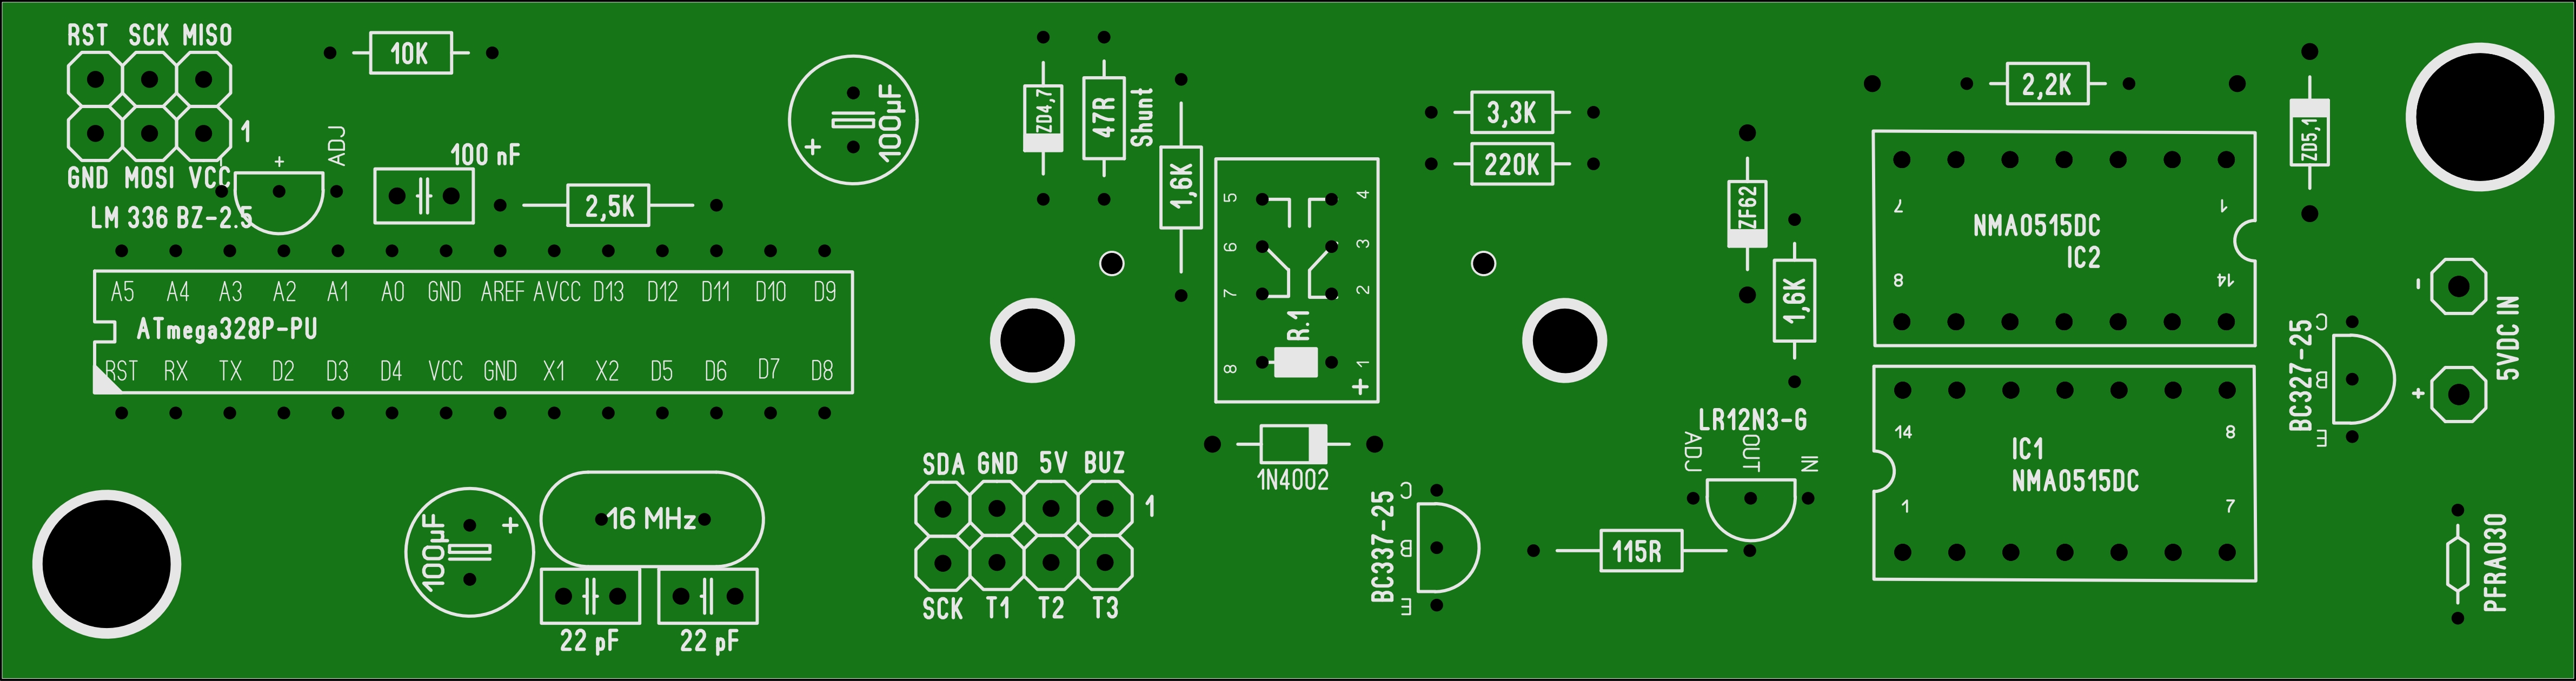 RST SCK MISO
1
GND MOSI VCC
- + ADJ
LM 336 BZ-2.5
10K
100 nF
2,5K
+ 100µF
A5 A4 A3 A2 A1 A0 GND AREF AVCC D13 D12 D11 D10 D9
ATmega328P-PU
RST RX TX D2 D3 D4 VCC GND X1 X2 D5 D6 D7 D8
100µF +
16 MHz
22 pF 22 pF
SDA GND 5V BUZ
1
SCK T1 T2 T3
ZD4,7
47R
Shunt
1,6K
5 4
6 3
7 2
R.1
8 1
+
1N4002
3,3K
220K
C
B
E
BC337-25
115R
ZF62
1,6K
LR12N3-G
ADJ OUT IN
2,2K
7 1
NMA0515DC
IC2
8 14
14 8
IC1
NMA0515DC
1 7
ZD5,1
C
B
E
BC327-25
-
+
5VDC IN
PFRA030